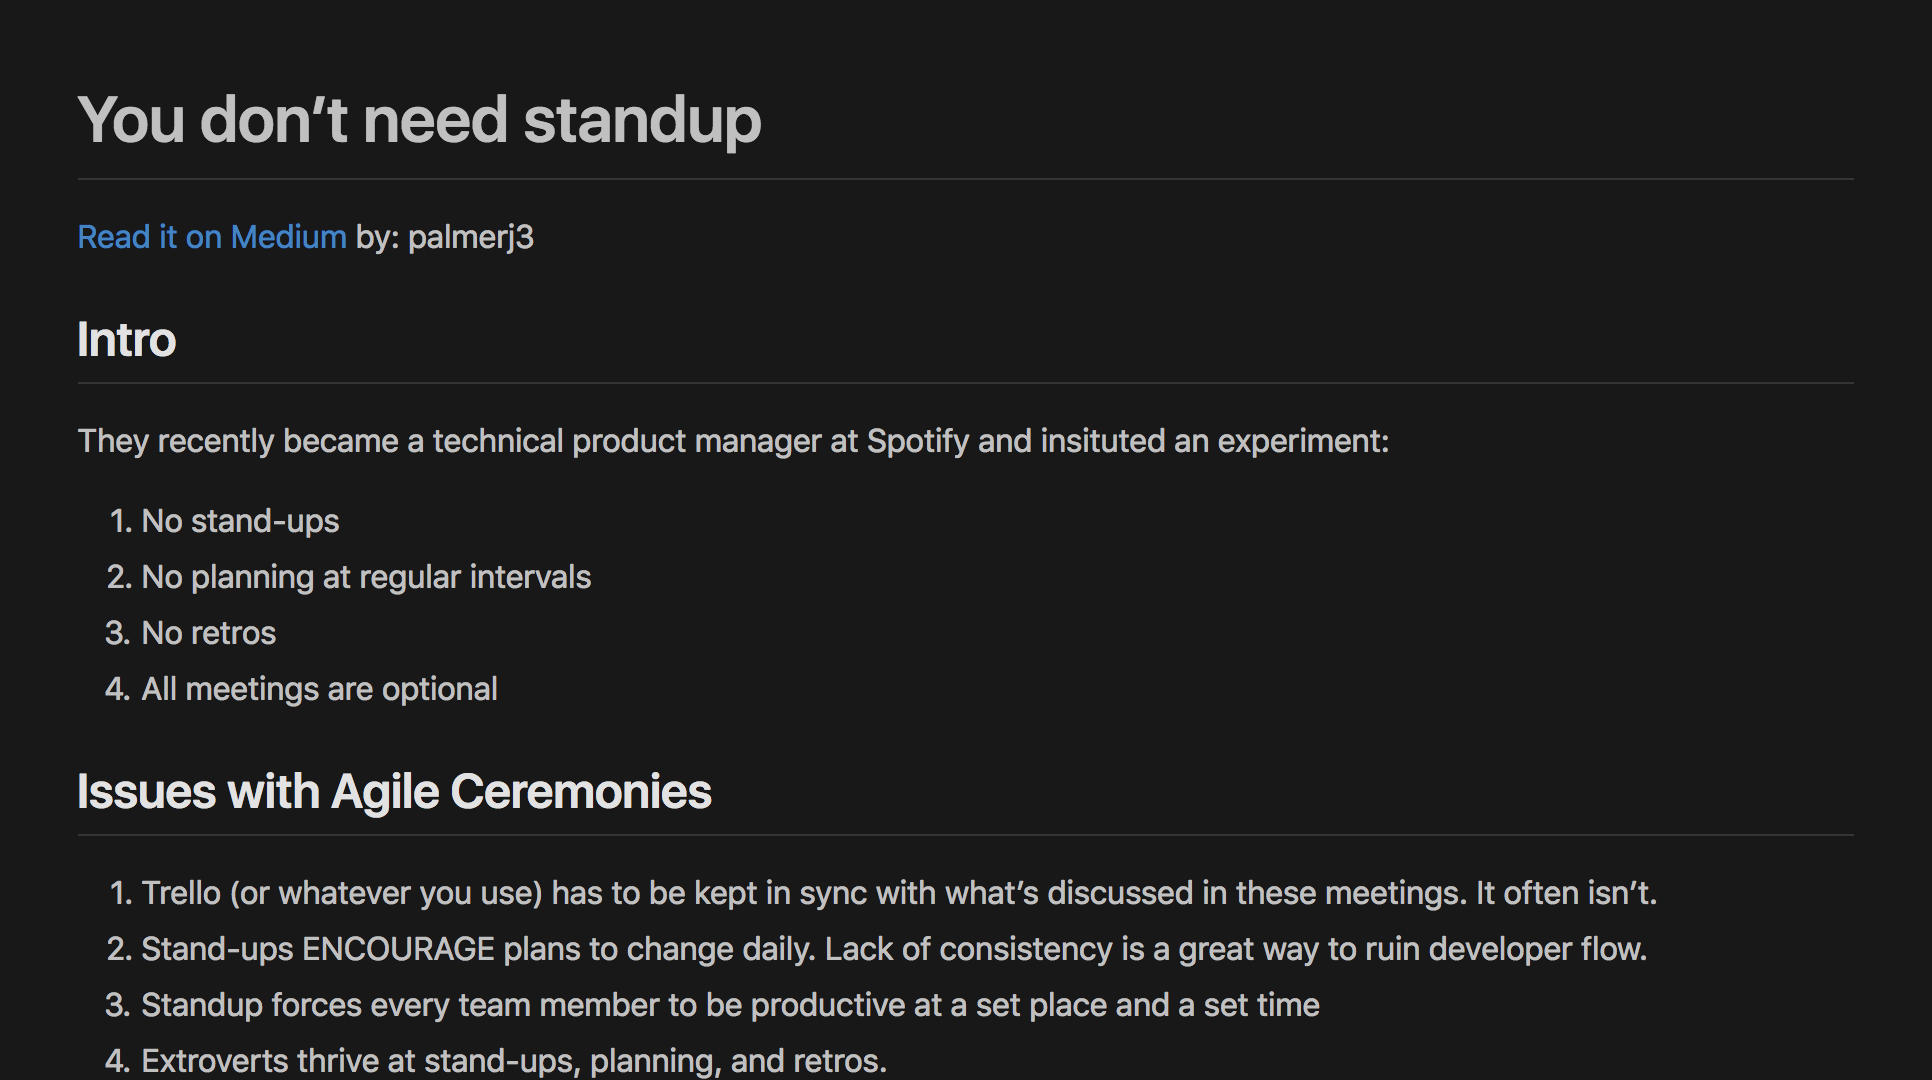 You don’t need standup
Read it on Medium by: palmerj3
Intro
They recently became a technical product manager at Spotify and insituted an experiment:
1. No stand-ups
2. No planning at regular intervals
3. No retros
4. All meetings are optional
Issues with Agile Ceremonies
1. Trello (or whatever you use) has to be kept in sync with what’s discussed in these meetings. It often isn’t.
2. Stand-ups ENCOURAGE plans to change daily. Lack of consistency is a great way to ruin developer flow.
3. Standup forces every team member to be productive at a set place and a set time
4. Extroverts thrive at stand-ups, planning, and retros.